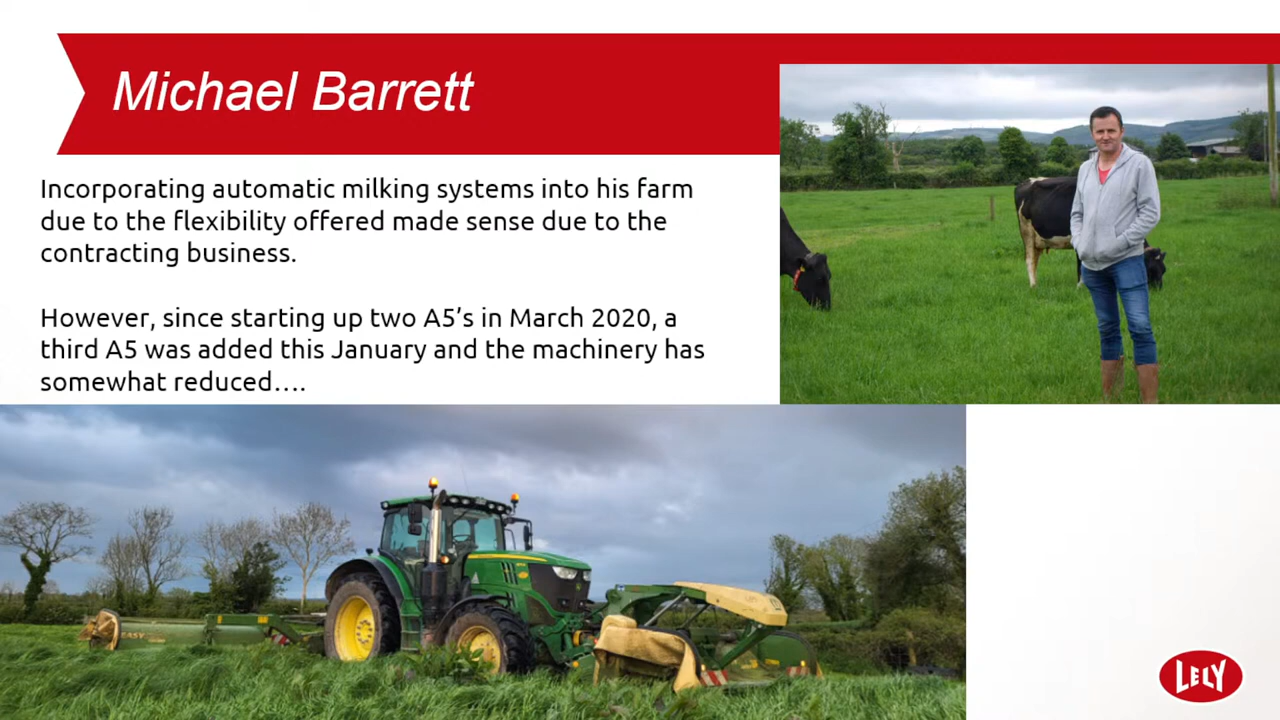 Michael Barrett
Incorporating automatic milking systems into his farm
due to the flexibility offered made sense due to the
contracting business.
However, since starting up two A5’s in March 2020, a
third A5 was added this January and the machinery has
somewhat reduced….
EASY
LELY